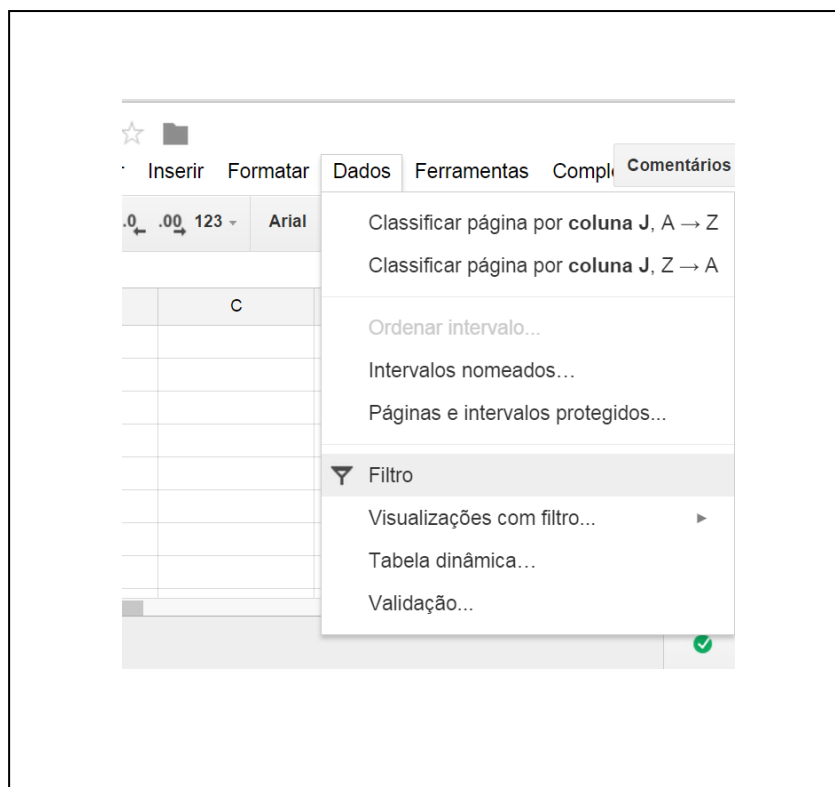 r Inserir Formatar Dados Ferramentas Comple Comentários
.0 .00 123 Arial
C
Classificar página por coluna J, A → Z
Classificar página por coluna J, Z → A
Ordenar intervalo...
Intervalos nomeados...
Páginas e intervalos protegidos...
Filtro
Visualizações com filtro...
Tabela dinâmica...
Validação...